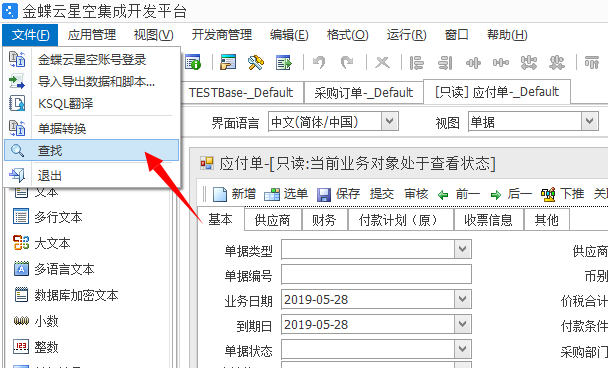 金蝶云星空集成开发平台
文件(F) 应用管理 视图(V) 开发商管理 编辑(E) 格式(O) 运行(R) 窗口 帮助(H)
金蝶云星空账号登录
导入导出数据和脚本...
KSQL翻译
单据转换
查找
退出
TESTBase-_Default 采购订单-_Default [只读] 应付单-_Default
界面语言 中文(简体/中国) 视图 单据
文本
多行文本
大文本
多语言文本
数据库加密文本
小数
整数
应付单-[只读:当前业务对象处于查看状态]
新增 选单 保存 提交 审核 前一 后一 下推 关
基本 供应商 财务 付款计划（原） 收票信息 其他
单据类型 供应商
单据编号 币别
业务日期 2019-05-28 价税合计
到期日 2019-05-28 付款条件
单据状态 采购部门